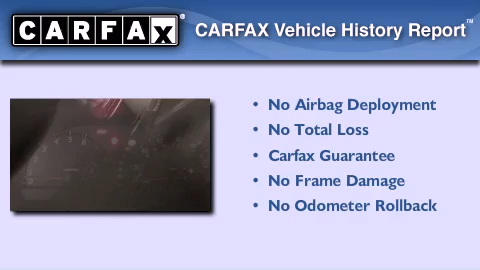 CARFAX® CARFAX Vehicle History Report™
• No Airbag Deployment
• No Total Loss
• Carfax Guarantee
• No Frame Damage
• No Odometer Rollback